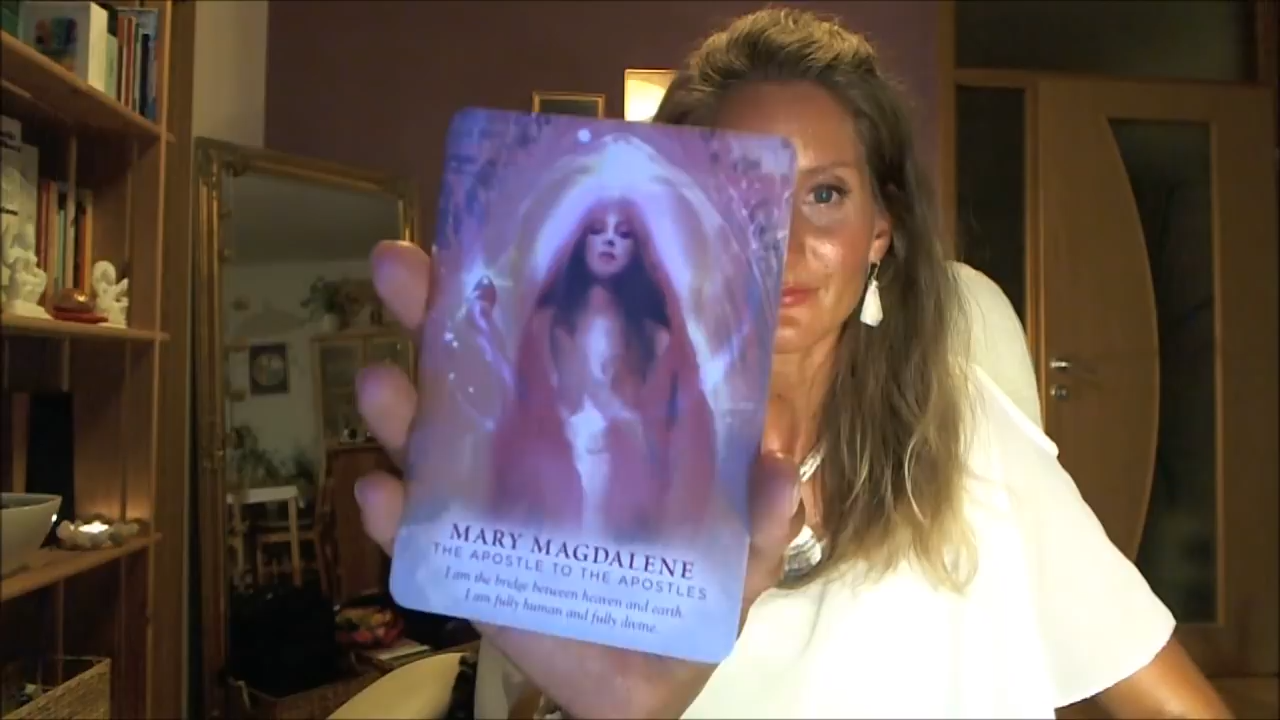 MARY MAGDALENE
THE APOSTLE TO THE APOSTLES
I am the bridge between heaven and earth.
I am fully human and fully divine.